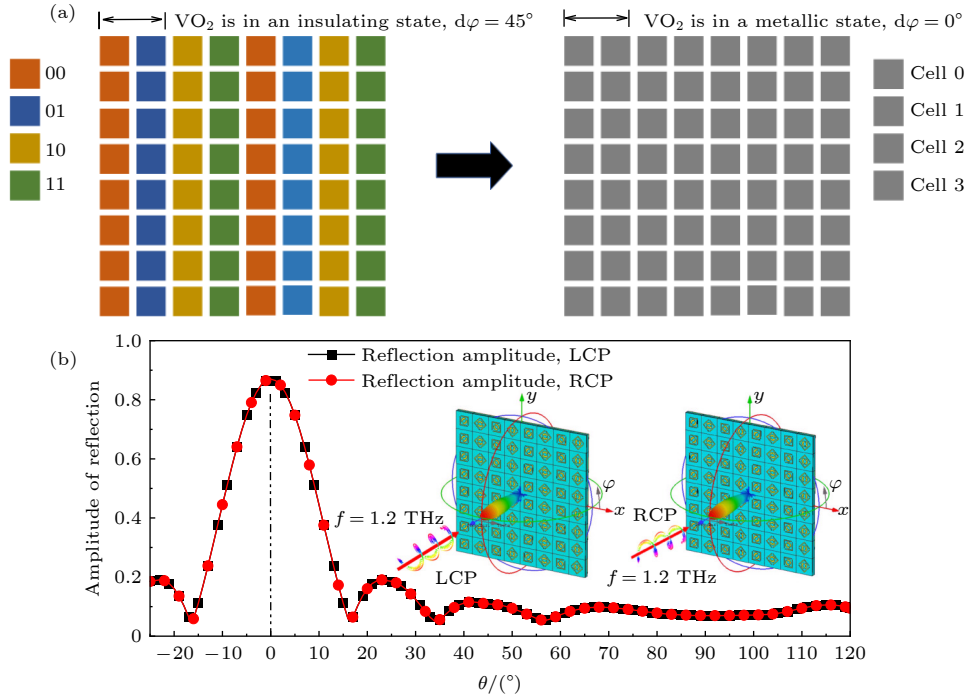 (a)
VO₂ is in an insulating state, dφ = 45°
VO₂ is in a metallic state, dφ = 0°
00
01
10
11
Cell 0
Cell 1
Cell 2
Cell 3
(b)
1.0
0.8
0.6
0.4
0.2
0
Amplitude of reflection
Reflection amplitude, LCP
Reflection amplitude, RCP
y
φ
x
f = 1.2 THz
LCP
y
φ
x
RCP
f = 1.2 THz
−20 −10 0 10 20 30 40 50 60 70 80 90 100 110 120
θ/(°)